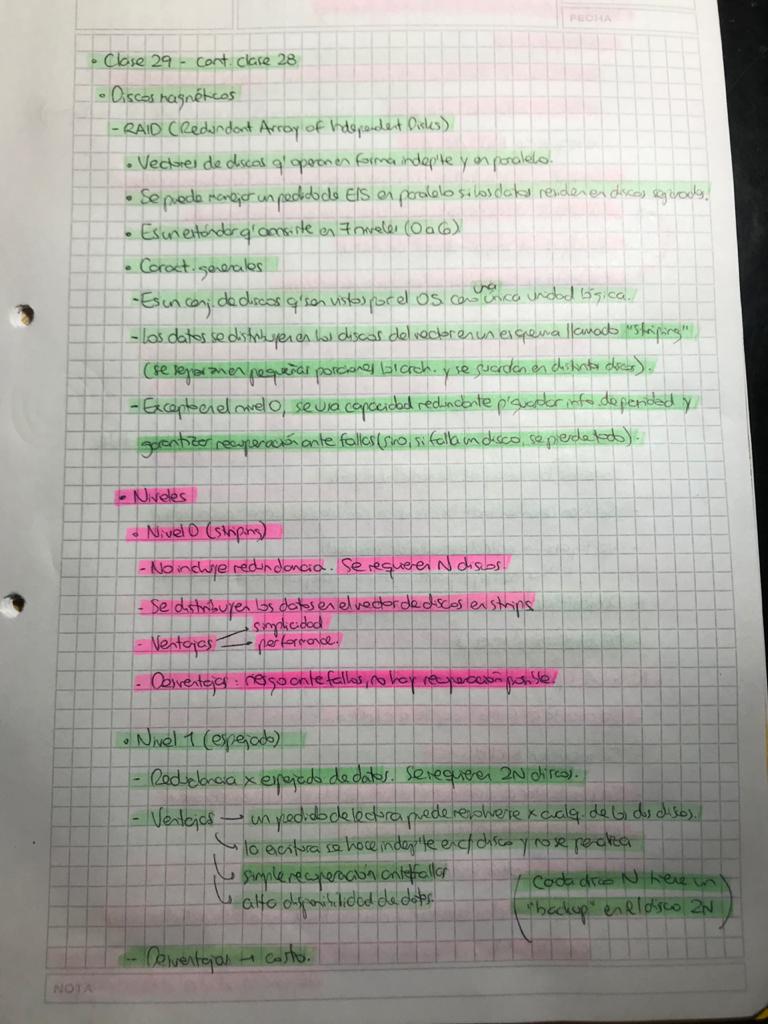 FECHA
• Clase 29 - cont. clase 28
• Discos magnéticos
- RAID (Redundant Array of Independent Disks)
• Vectores de discos q' operan en forma indep'te y en paralelo.
• Se puede manejar un pedido de E/S en paralelo si los datos residen en discos separados.
• Es un estándar q' consiste en 7 niveles (0 a 6)
• Caract. generales
- Es un conj. de discos q' son vistos por el OS como una única unidad lógica.
- Los datos se distribuyen en los discos del vector en un esquema llamado "striping"
(se separan en pequeñas porciones los arch. y se guardan en distintos discos).
- Excepto en el nivel 0, se usa capacidad redundante p' guardar info de paridad y
garantizar recuperación ante fallas (sino, si falla un disco, se pierde todo).
• Niveles
• Nivel 0 (striping)
- No incluye redundancia. Se requieren N discos.
- Se distribuyen los datos en el vector de discos en strips
- Ventajas → simplicidad
→ performance.
- Desventajas: riesgo ante fallos, no hay recuperación posible
• Nivel 1 (espejado)
- Redundancia x espejado de datos. Se requieren 2N discos.
- Ventajas → un pedido de lectura puede resolverse x cualq. de los dos discos.
↳ la escritura se hace indep'te en c/ disco y no se penaliza
↳ simple recuperación ante fallas
↳ alta disponibilidad de datos.
(Cada disco N tiene un
"backup" en el disco 2N)
- Desventajas → costo.
NOTA